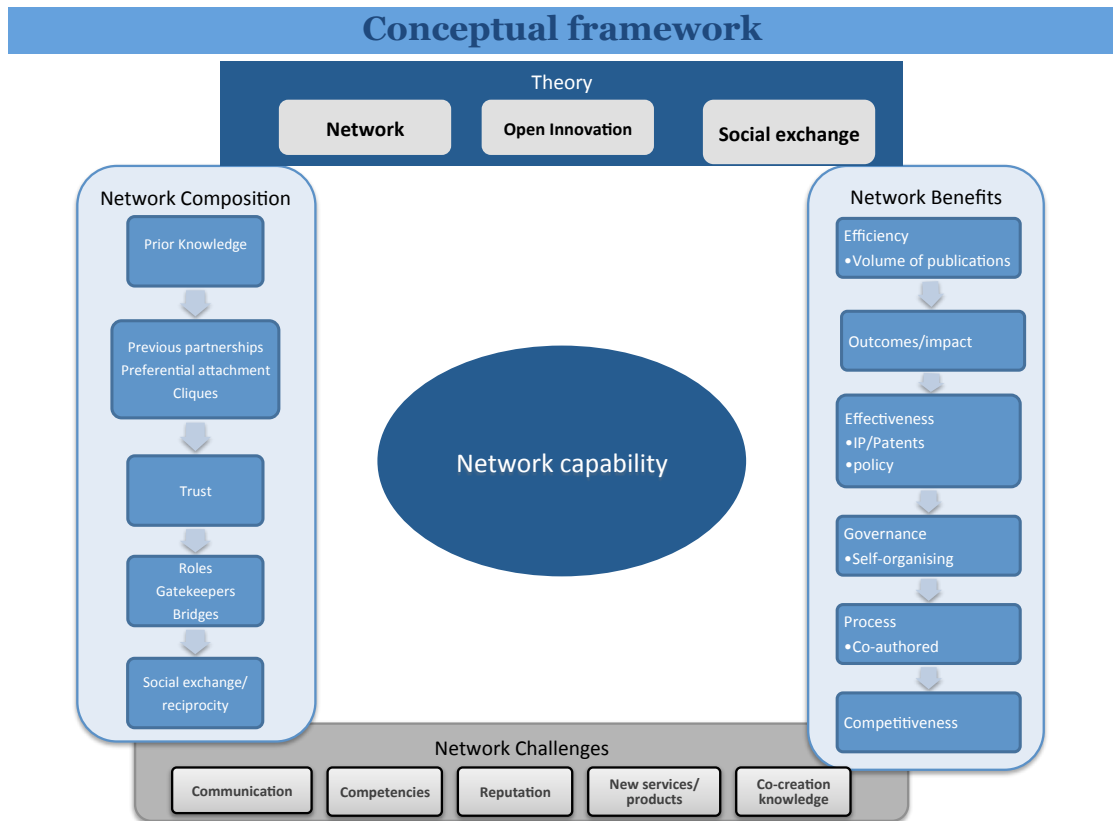 Conceptual framework
Theory
Network
Open Innovation
Social exchange
Network Composition
Prior Knowledge
Previous partnerships
Preferential attachment
Cliques
Trust
Roles
Gatekeepers
Bridges
Social exchange/
reciprocity
Network capability
Network Benefits
Efficiency
•Volume of publications
Outcomes/impact
Effectiveness
•IP/Patents
•policy
Governance
•Self-organising
Process
•Co-authored
Competitiveness
Network Challenges
Communication
Competencies
Reputation
New services/
products
Co-creation
knowledge